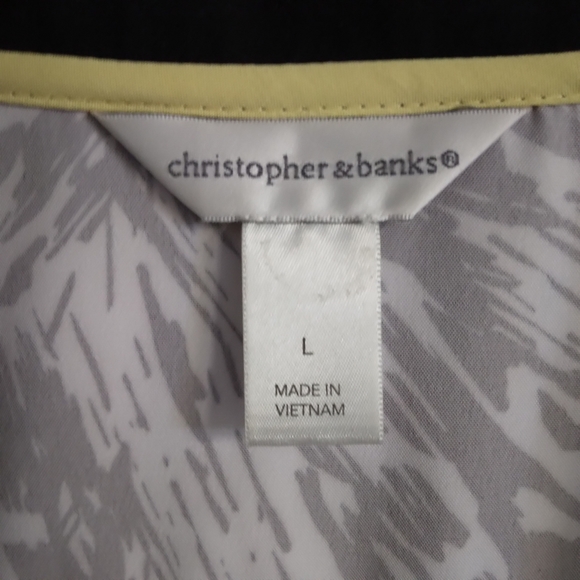 christopher & banks®
L
MADE IN
VIETNAM